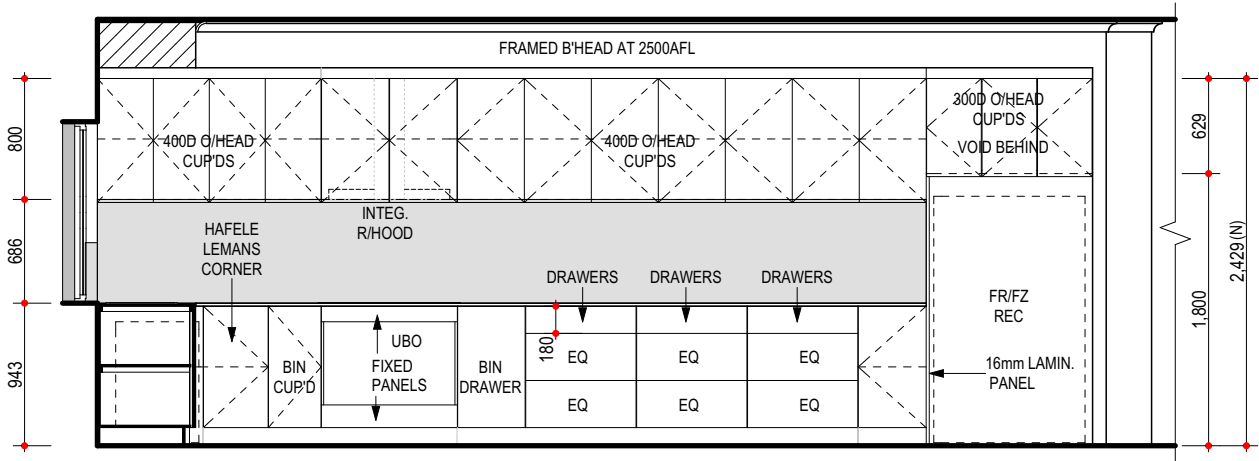 FRAMED B'HEAD AT 2500AFL
400D O/HEAD
CUP'DS
400D O/HEAD
CUP'DS
300D O/HEAD
CUP'DS
VOID BEHIND
800
686
943
INTEG.
R/HOOD
HAFELE
LEMANS
CORNER
DRAWERS
DRAWERS
DRAWERS
FR/FZ
REC
16mm LAMIN.
PANEL
BIN
CUP'D
UBO
FIXED
PANELS
BIN
DRAWER
180
EQ
EQ
EQ
EQ
EQ
EQ
629
1,800
2,429 (N)